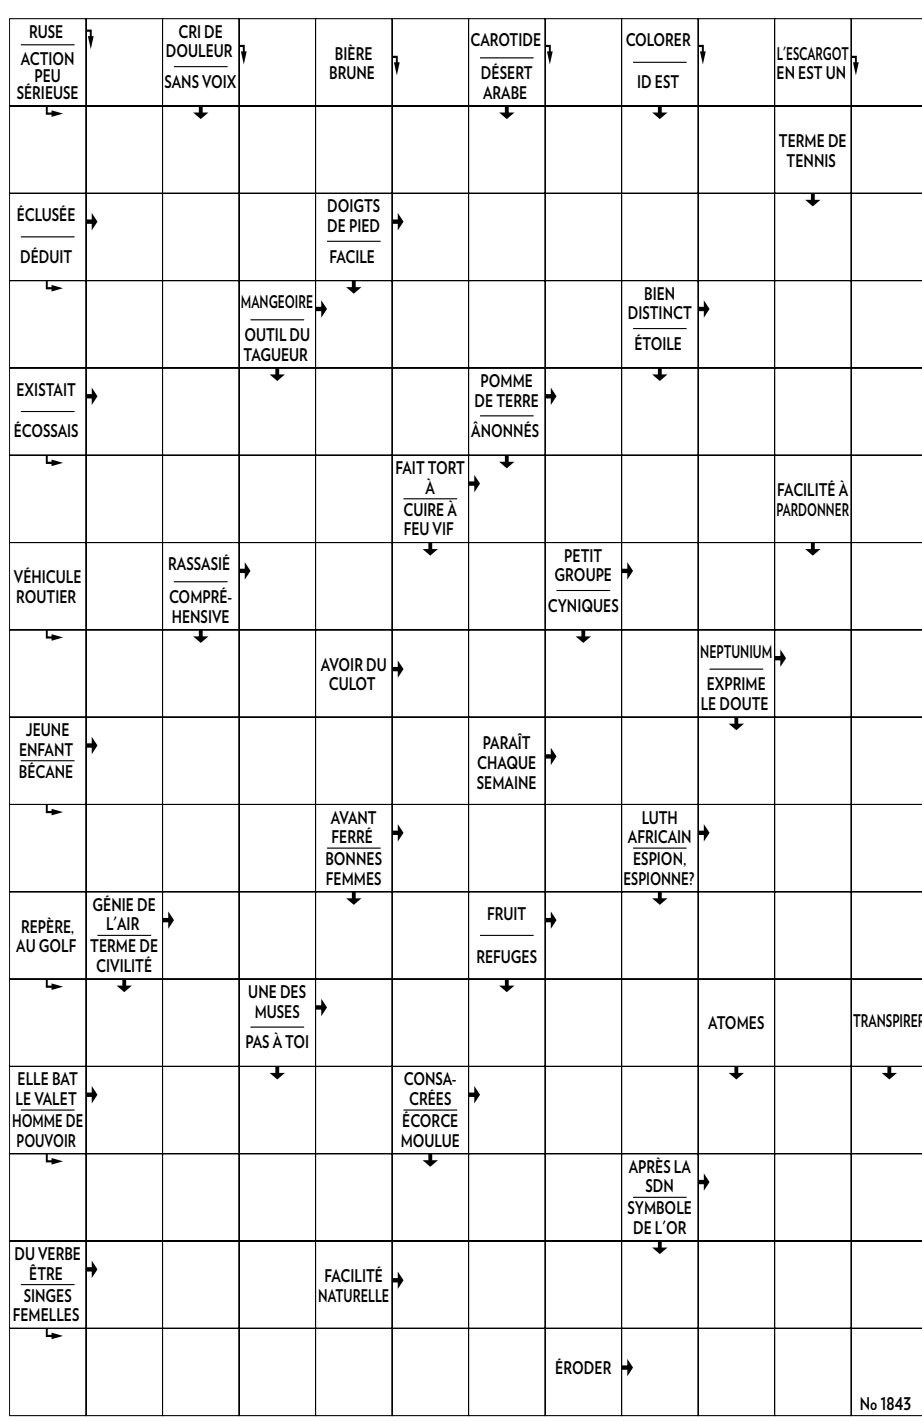 RUSE
ACTION
PEU
SÉRIEUSE
CRI DE
DOULEUR
SANS VOIX
BIÈRE
BRUNE
CAROTIDE
DÉSERT
ARABE
COLORER
ID EST
L'ESCARGOT
EN EST UN
TERME DE
TENNIS
ÉCLUSÉE
DÉDUIT
DOIGTS
DE PIED
FACILE
MANGEOIRE
OUTIL DU
TAGUEUR
BIEN
DISTINCT
ÉTOILE
EXISTAIT
ÉCOSSAIS
POMME
DE TERRE
ÂNONNÉS
FAIT TORT
À
CUIRE À
FEU VIF
FACILITÉ À
PARDONNER
VÉHICULE
ROUTIER
RASSASIÉ
COMPRÉ-
HENSIVE
PETIT
GROUPE
CYNIQUES
AVOIR DU
CULOT
NEPTUNIUM
EXPRIME
LE DOUTE
JEUNE
ENFANT
BÉCANE
PARAÎT
CHAQUE
SEMAINE
AVANT
FERRÉ
BONNES
FEMMES
LUTH
AFRICAIN
ESPION,
ESPIONNE?
REPÈRE,
AU GOLF
GÉNIE DE
L'AIR
TERME DE
CIVILITÉ
FRUIT
REFUGES
UNE DES
MUSES
PAS À TOI
ATOMES
TRANSPIRER
ELLE BAT
LE VALET
HOMME DE
POUVOIR
CONSA-
CRÉES
ÉCORCE
MOULUE
APRÈS LA
SDN
SYMBOLE
DE L'OR
DU VERBE
ÊTRE
SINGES
FEMELLES
FACILITÉ
NATURELLE
ÉRODER
No 1843